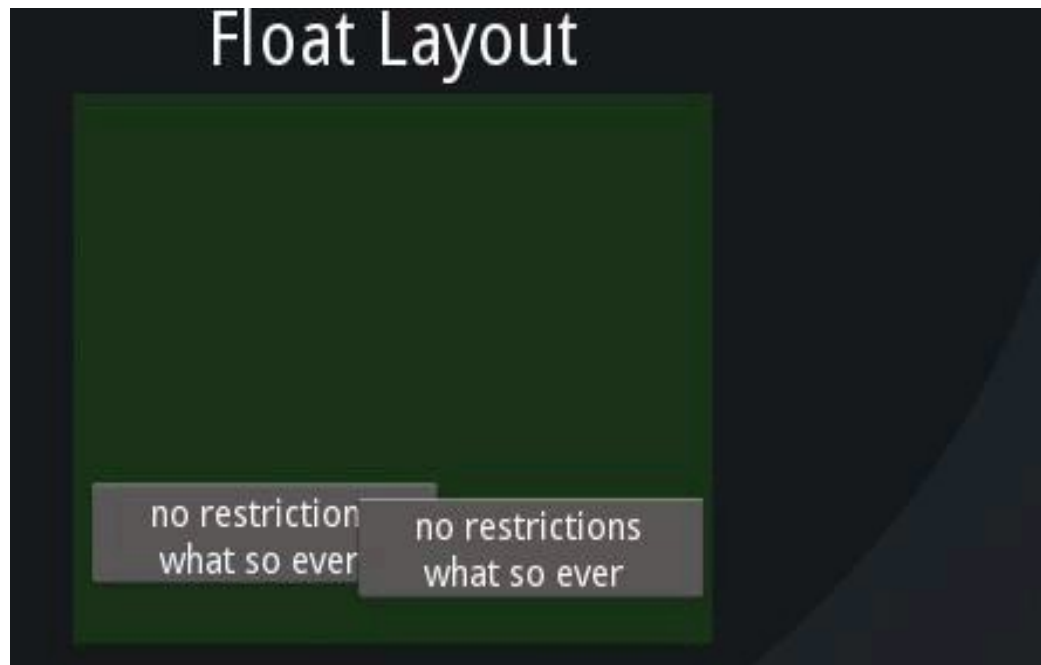 Float Layout
no restriction
what so ever
no restrictions
what so ever